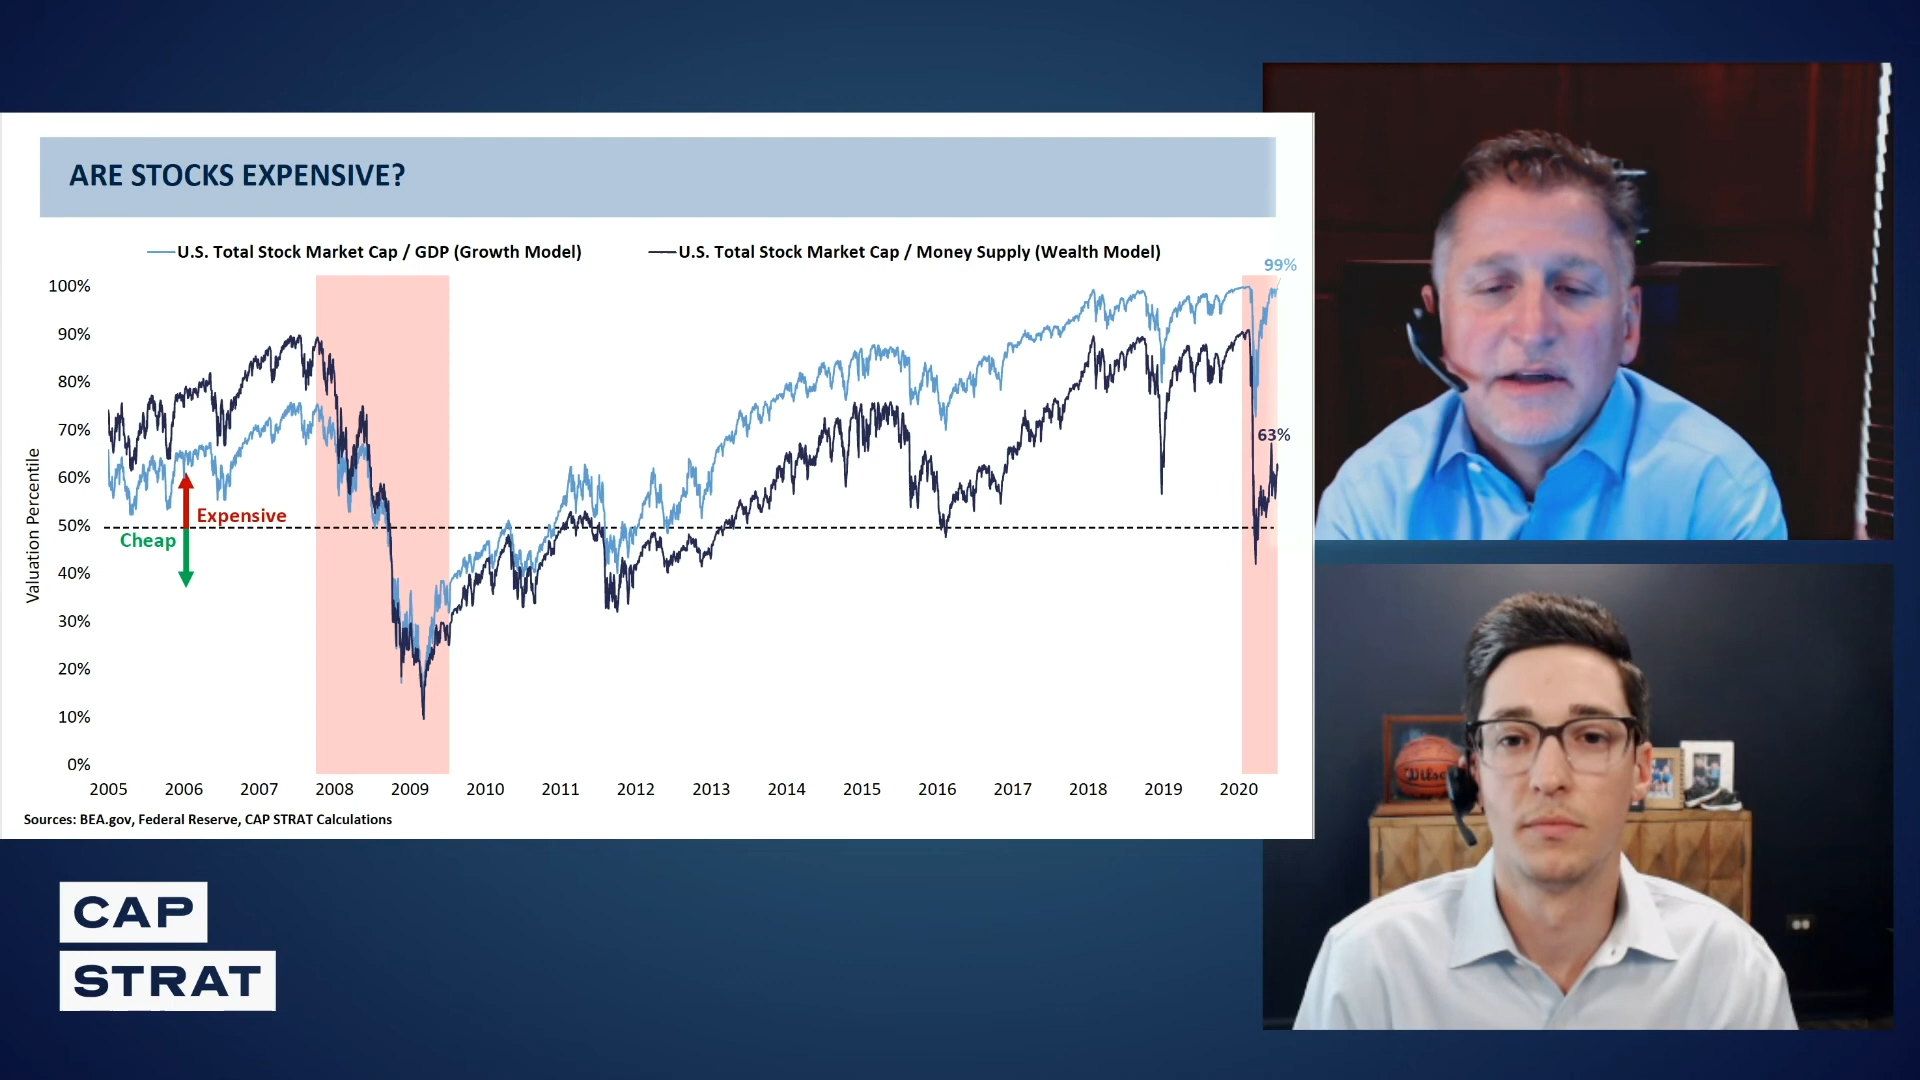 ARE STOCKS EXPENSIVE?
U.S. Total Stock Market Cap / GDP (Growth Model)
U.S. Total Stock Market Cap / Money Supply (Wealth Model)
99%
100%
90%
80%
70%
63%
60%
50%
40%
30%
20%
10%
0%
Valuation Percentile
Expensive
Cheap
2005 2006 2007 2008 2009 2010 2011 2012 2013 2014 2015 2016 2017 2018 2019 2020
Sources: BEA.gov, Federal Reserve, CAP STRAT Calculations
CAP
STRAT
Wilson